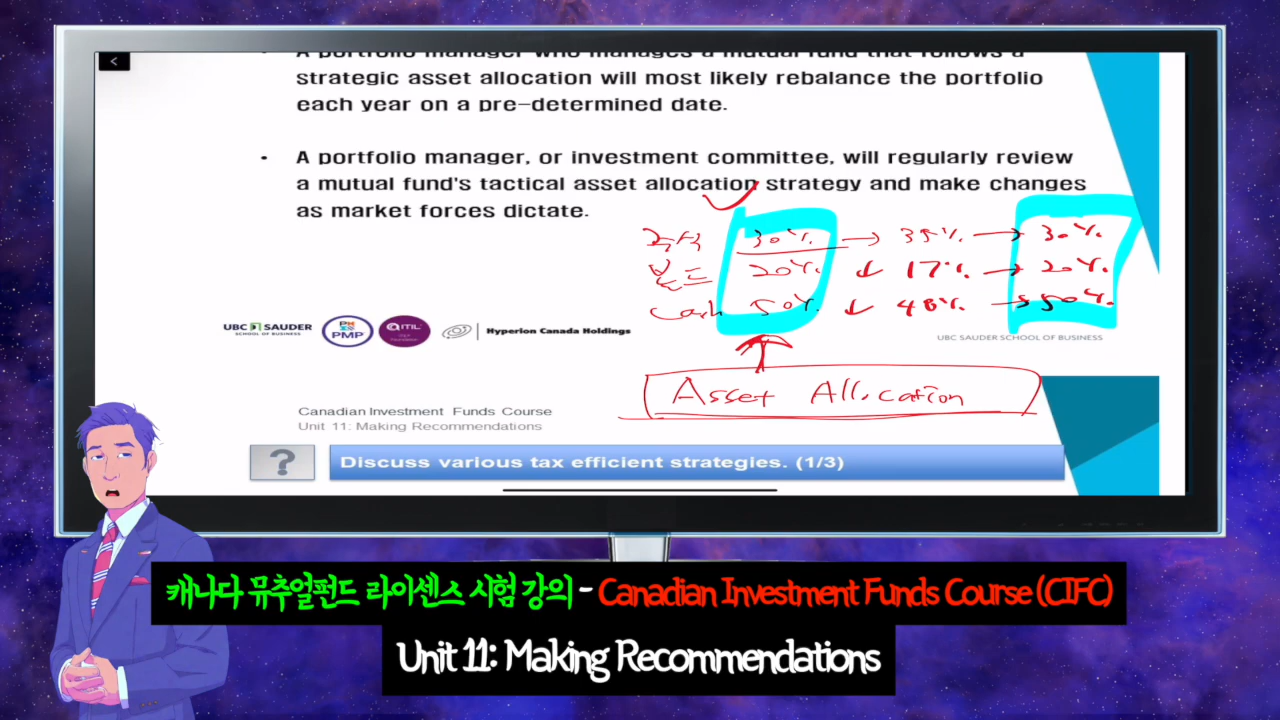 A portfolio manager who manages a mutual fund that follows a
strategic asset allocation will most likely rebalance the portfolio
each year on a pre-determined date.
• A portfolio manager, or investment committee, will regularly review
a mutual fund's tactical asset allocation strategy and make changes
as market forces dictate.
주식 30% → 35% → 30%
본드 20% ↓ 17% → 20%
Cash 50% ↓ 48% → 50%
UBC SAUDER
SCHOOL OF BUSINESS
PMP
ITIL
Hyperion Canada Holdings
UBC SAUDER SCHOOL OF BUSINESS
Asset Allocation
Canadian Investment Funds Course
Unit 11: Making Recommendations
? Discuss various tax efficient strategies. (1/3)
캐나다 뮤추얼펀드 라이센스 시험 강의 - Canadian Investment Funds Course (CIFC)
Unit 11: Making Recommendations